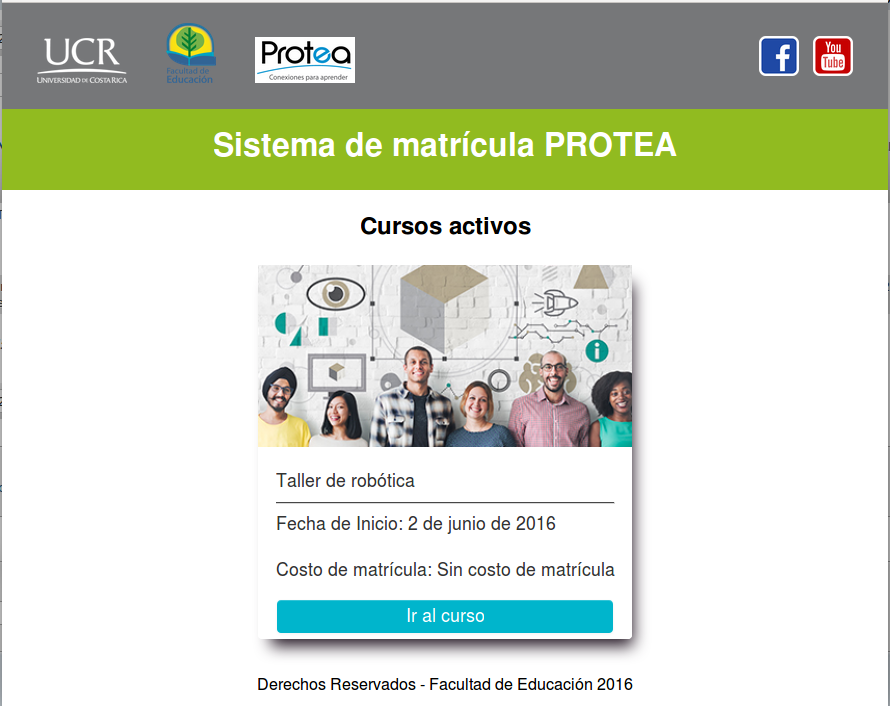 UCR
UNIVERSIDAD DE COSTA RICA
Facultad de
Educación
Protea
Conexiones para aprender
f
You
Tube
Sistema de matrícula PROTEA
Cursos activos
i
Taller de robótica
Fecha de Inicio: 2 de junio de 2016
Costo de matrícula: Sin costo de matrícula
Ir al curso
Derechos Reservados - Facultad de Educación 2016